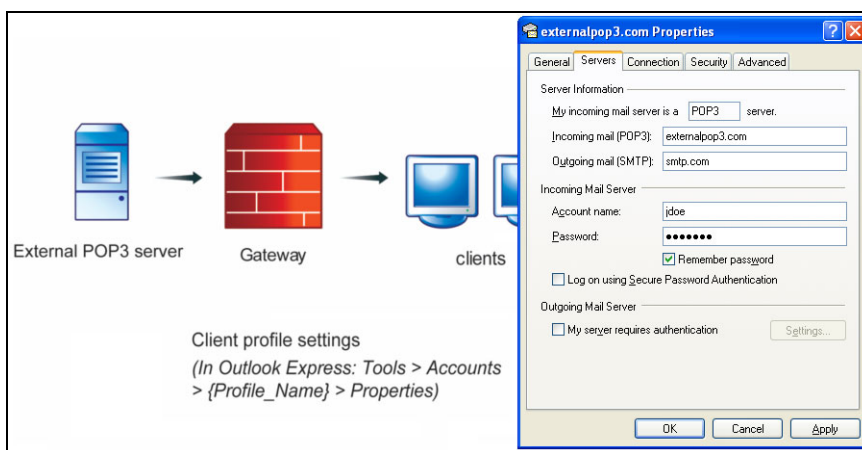 External POP3 server
Gateway
clients
Client profile settings
(In Outlook Express: Tools > Accounts
> {Profile_Name} > Properties)
externalpop3.com Properties
General Servers Connection Security Advanced
Server Information
My incoming mail server is a POP3 server.
Incoming mail (POP3): externalpop3.com
Outgoing mail (SMTP): smtp.com
Incoming Mail Server
Account name: jdoe
Password: •••••••
Remember password
Log on using Secure Password Authentication
Outgoing Mail Server
My server requires authentication Settings...
OK Cancel Apply